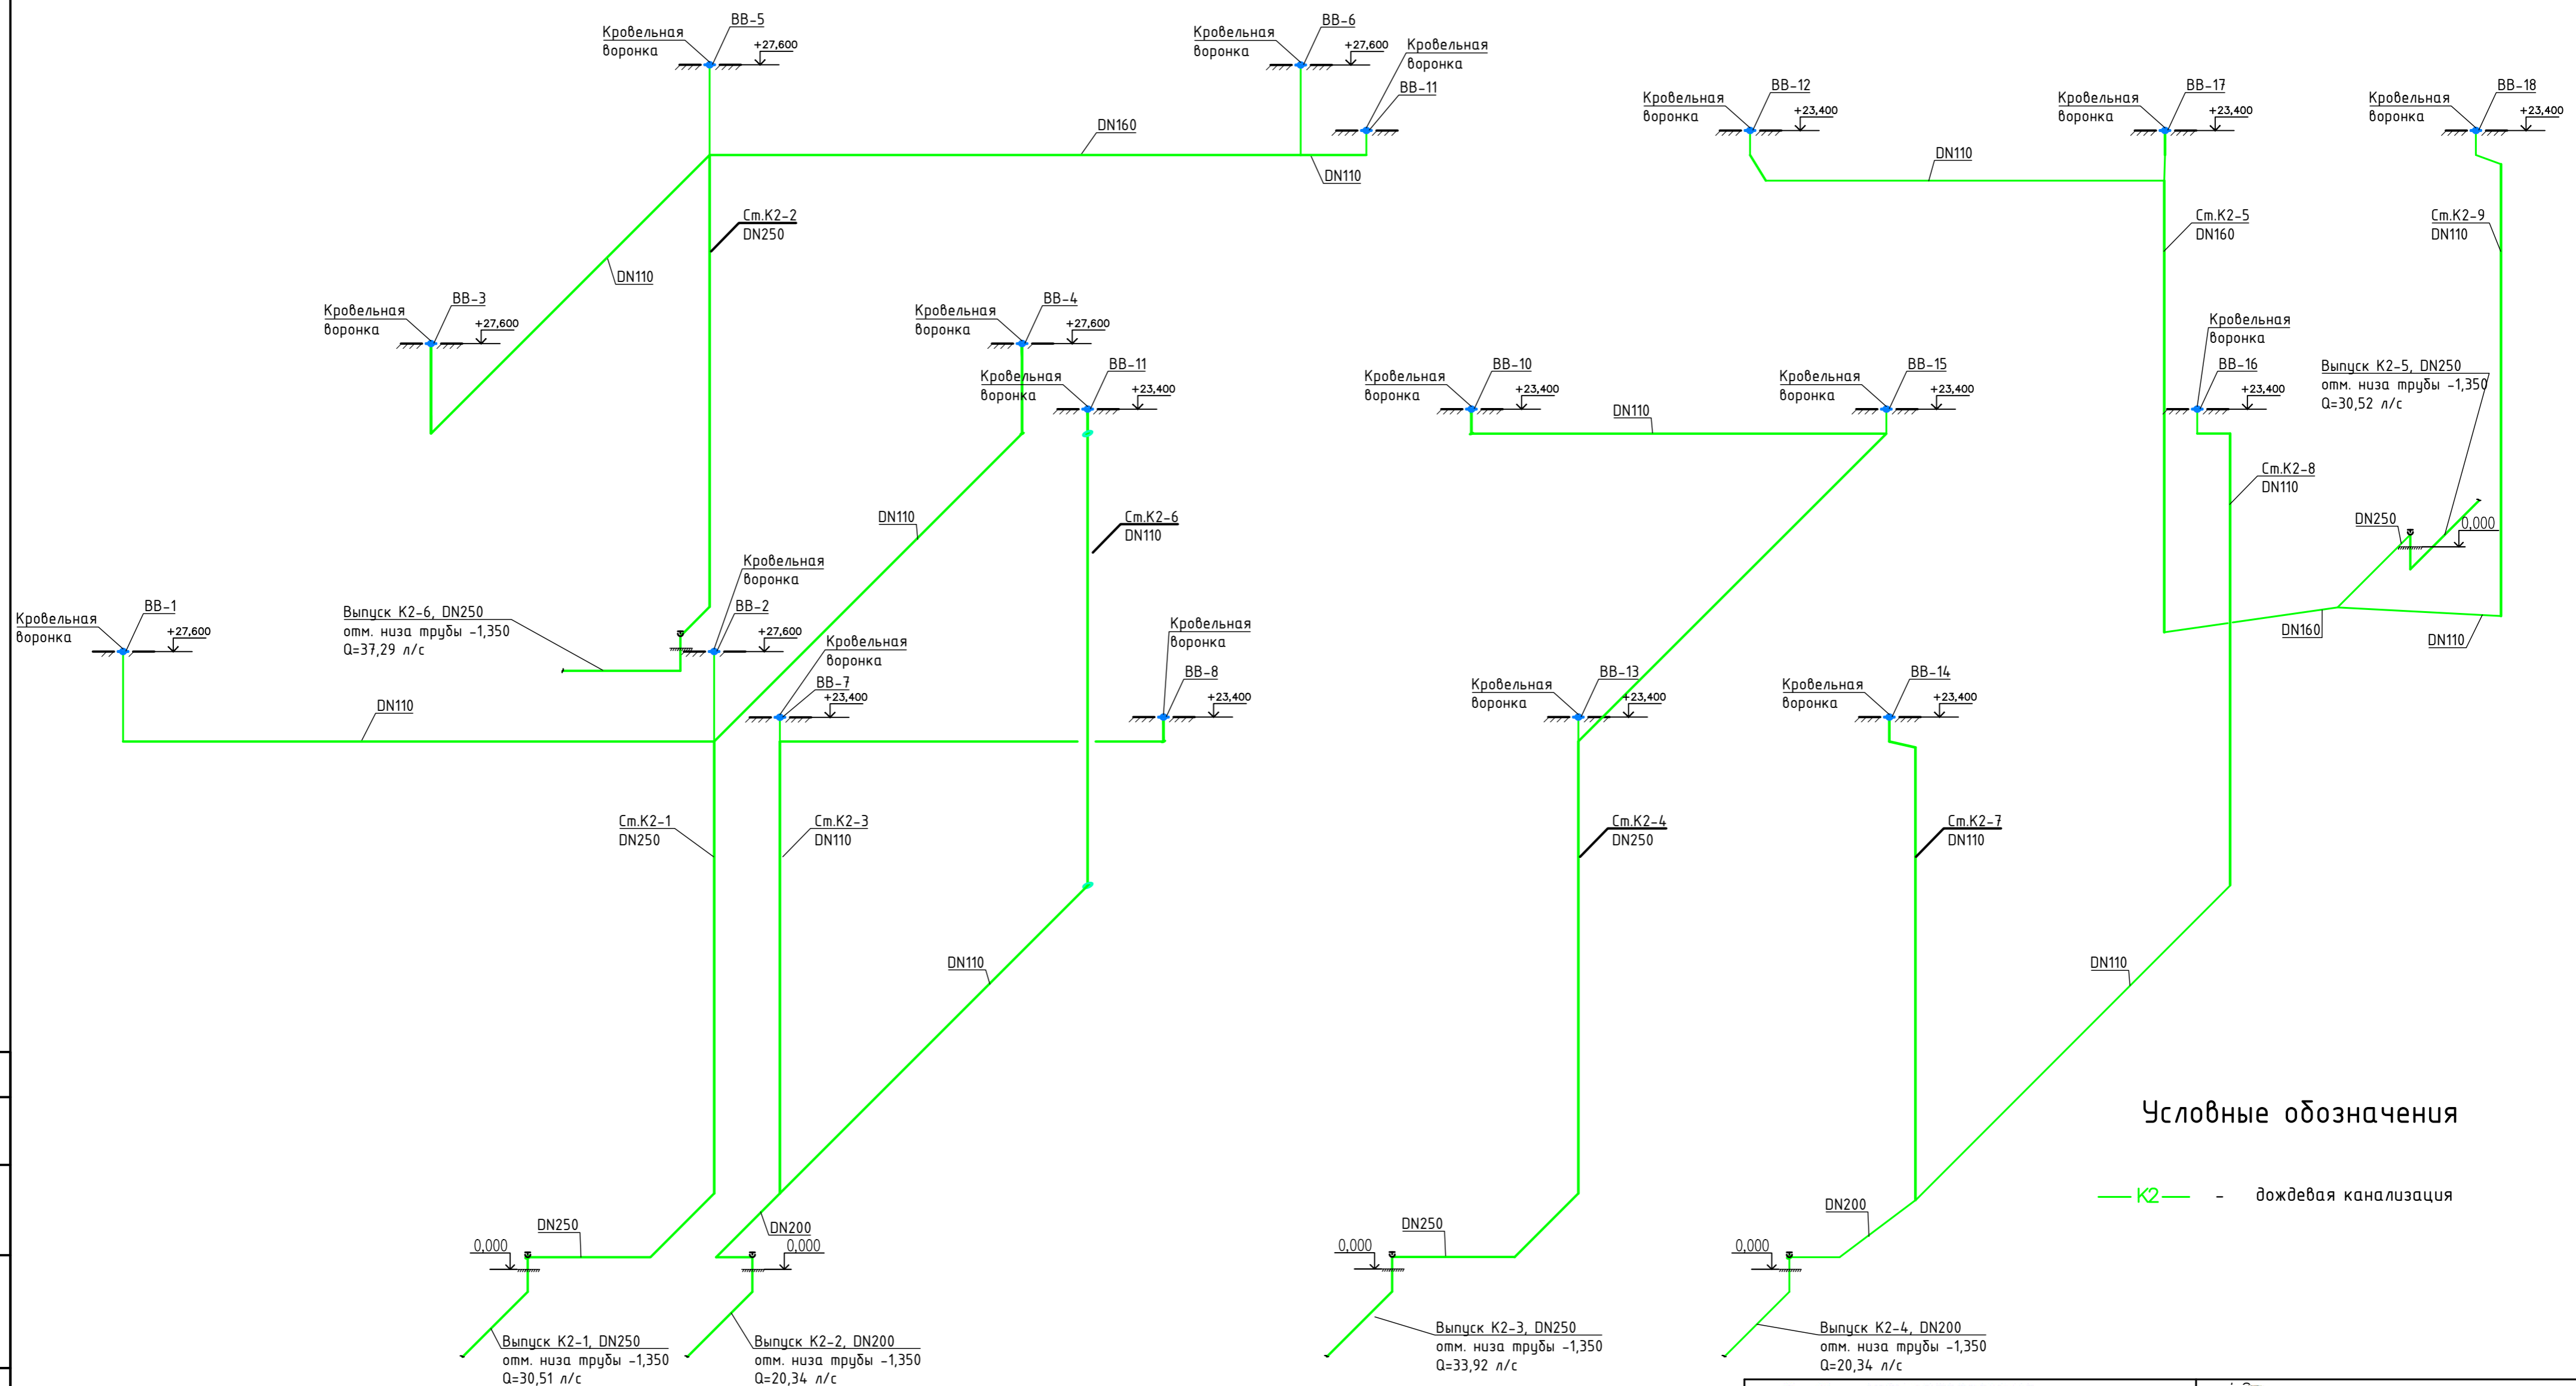 ВВ-5
Кровельная
воронка
+27,600
ВВ-6
Кровельная
воронка
+27,600
Кровельная
воронка
ВВ-11
ВВ-12
Кровельная
воронка
+23,400
ВВ-17
Кровельная
воронка
+23,400
ВВ-18
Кровельная
воронка
+23,400
DN160
DN110
DN110
Ст.К2-2
DN250
Ст.К2-5
DN160
Ст.К2-9
DN110
DN110
ВВ-3
Кровельная
воронка
+27,600
ВВ-4
Кровельная
воронка
+27,600
ВВ-11
Кровельная
воронка
+23,400
ВВ-10
Кровельная
воронка
+23,400
DN110
ВВ-15
Кровельная
воронка
+23,400
Кровельная
воронка
ВВ-16
+23,400
Выпуск К2-5, DN250
отм. низа трубы -1,350
Q=30,52 л/с
Ст.К2-8
DN110
DN110
Ст.К2-6
DN110
DN250
0,000
ВВ-1
Кровельная
воронка
+27,600
Выпуск К2-6, DN250
отм. низа трубы -1,350
Q=37,29 л/с
Кровельная
воронка
ВВ-2
+27,600
Кровельная
воронка
ВВ-7
+23,400
Кровельная
воронка
ВВ-8
+23,400
DN160
DN110
ВВ-13
Кровельная
воронка
+23,400
ВВ-14
Кровельная
воронка
+23,400
DN110
Ст.К2-1
DN250
Ст.К2-3
DN110
Ст.К2-4
DN250
Ст.К2-7
DN110
DN110
DN110
Условные обозначения
К2 - дождевая канализация
DN250
0,000
DN200
0,000
DN250
0,000
DN200
0,000
Выпуск К2-1, DN250
отм. низа трубы -1,350
Q=30,51 л/с
Выпуск К2-2, DN200
отм. низа трубы -1,350
Q=20,34 л/с
Выпуск К2-3, DN250
отм. низа трубы -1,350
Q=33,92 л/с
Выпуск К2-4, DN200
отм. низа трубы -1,350
Q=20,34 л/с